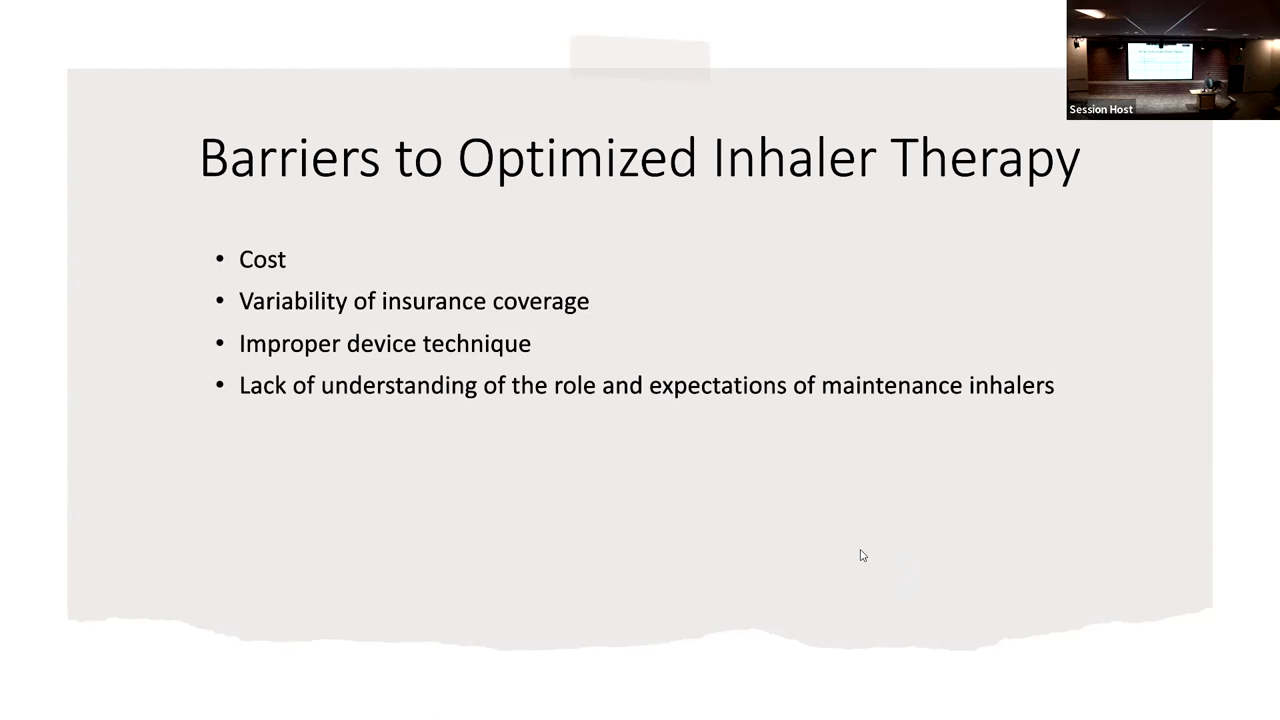 Session Host
Barriers to Optimized Inhaler Therapy
• Cost
• Variability of insurance coverage
• Improper device technique
• Lack of understanding of the role and expectations of maintenance inhalers